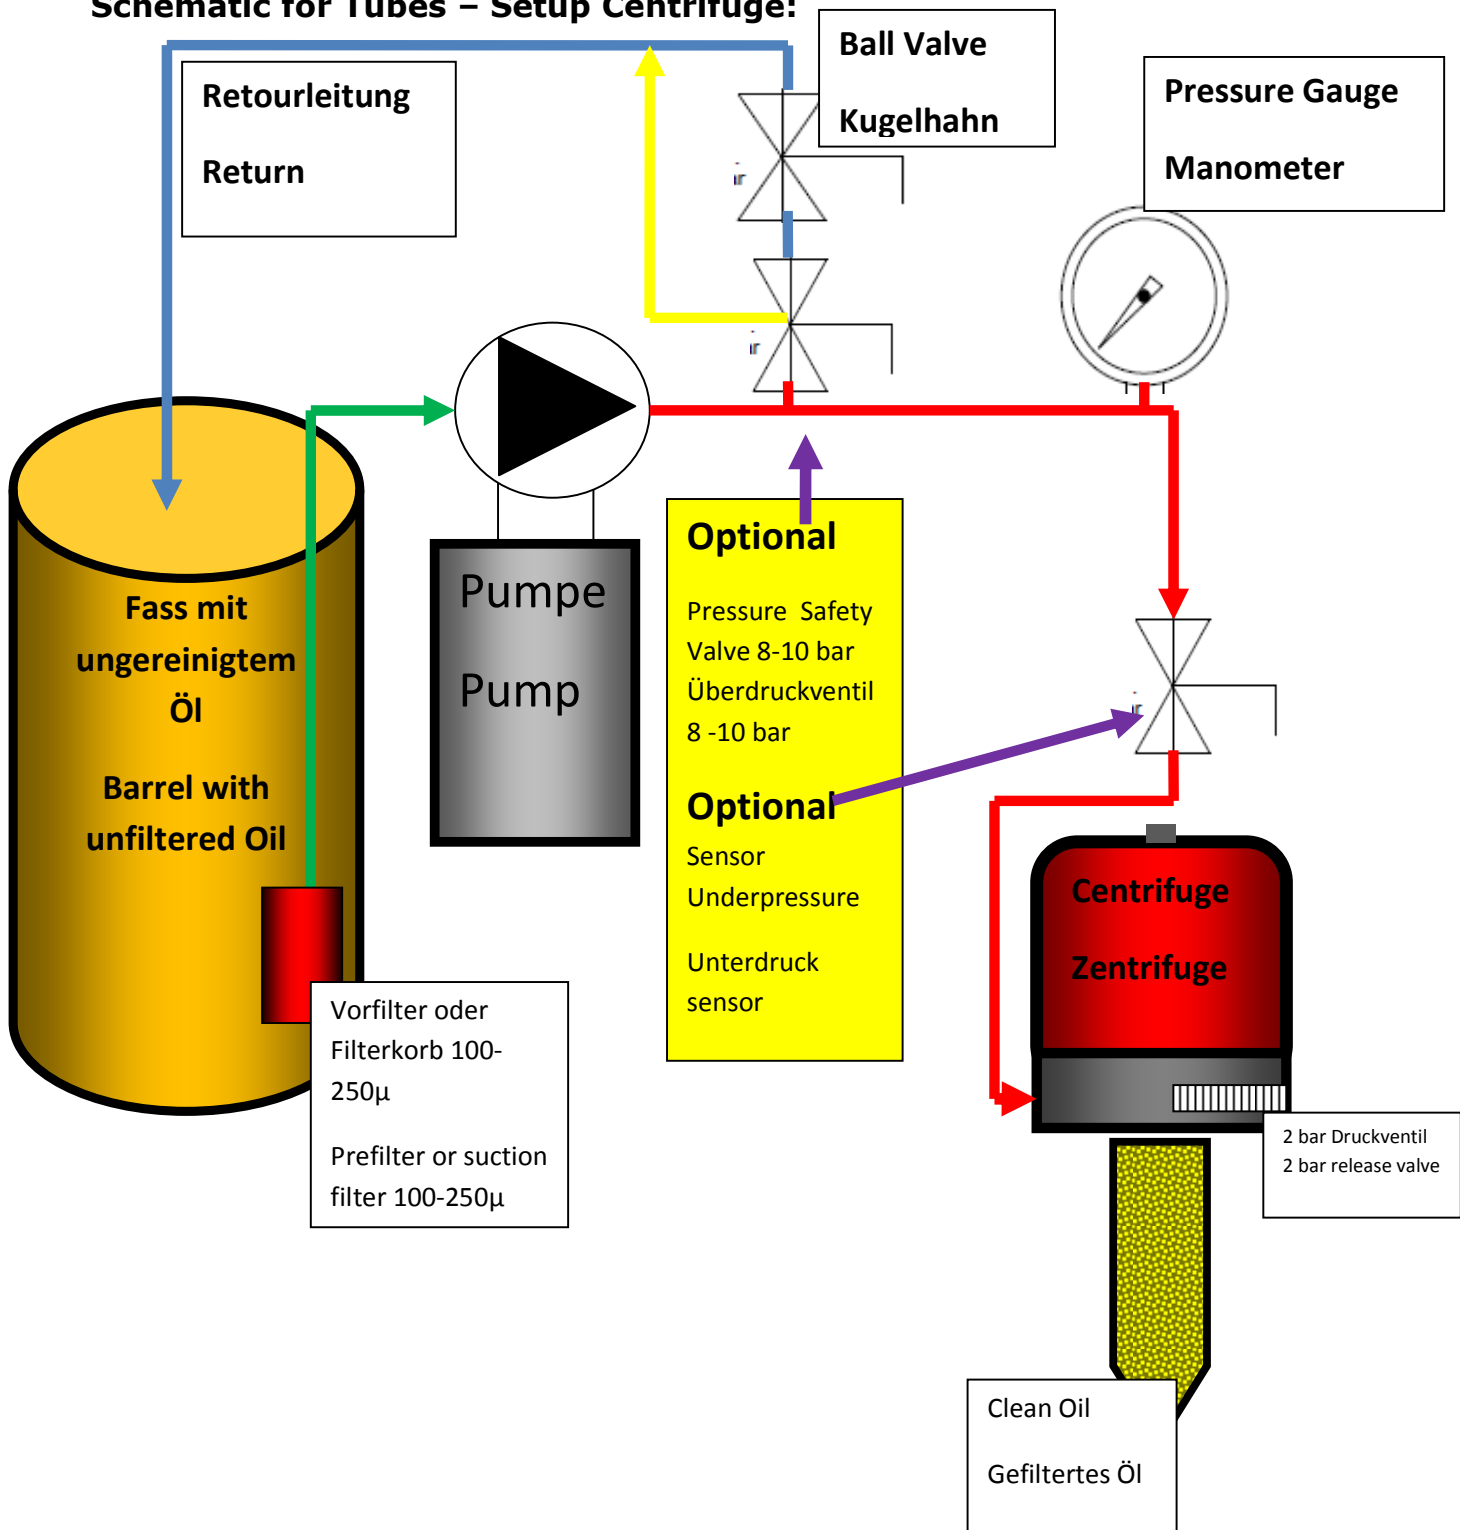 Schematic for Tubes – Setup Centrifuge:
Ball Valve
Kugelhahn
Retourleitung
Return
Pressure Gauge
Manometer
Optional
Pressure Safety
Valve 8-10 bar
Überdruckventil
8 -10 bar
Optional
Sensor
Underpressure
Unterdruck
sensor
Pumpe
Pump
Fass mit
ungereinigtem
Öl
Barrel with
unfiltered Oil
Centrifuge
Zentrifuge
Vorfilter oder
Filterkorb 100-
250µ
Prefilter or suction
filter 100-250µ
2 bar Druckventil
2 bar release valve
Clean Oil
Gefiltertes Öl